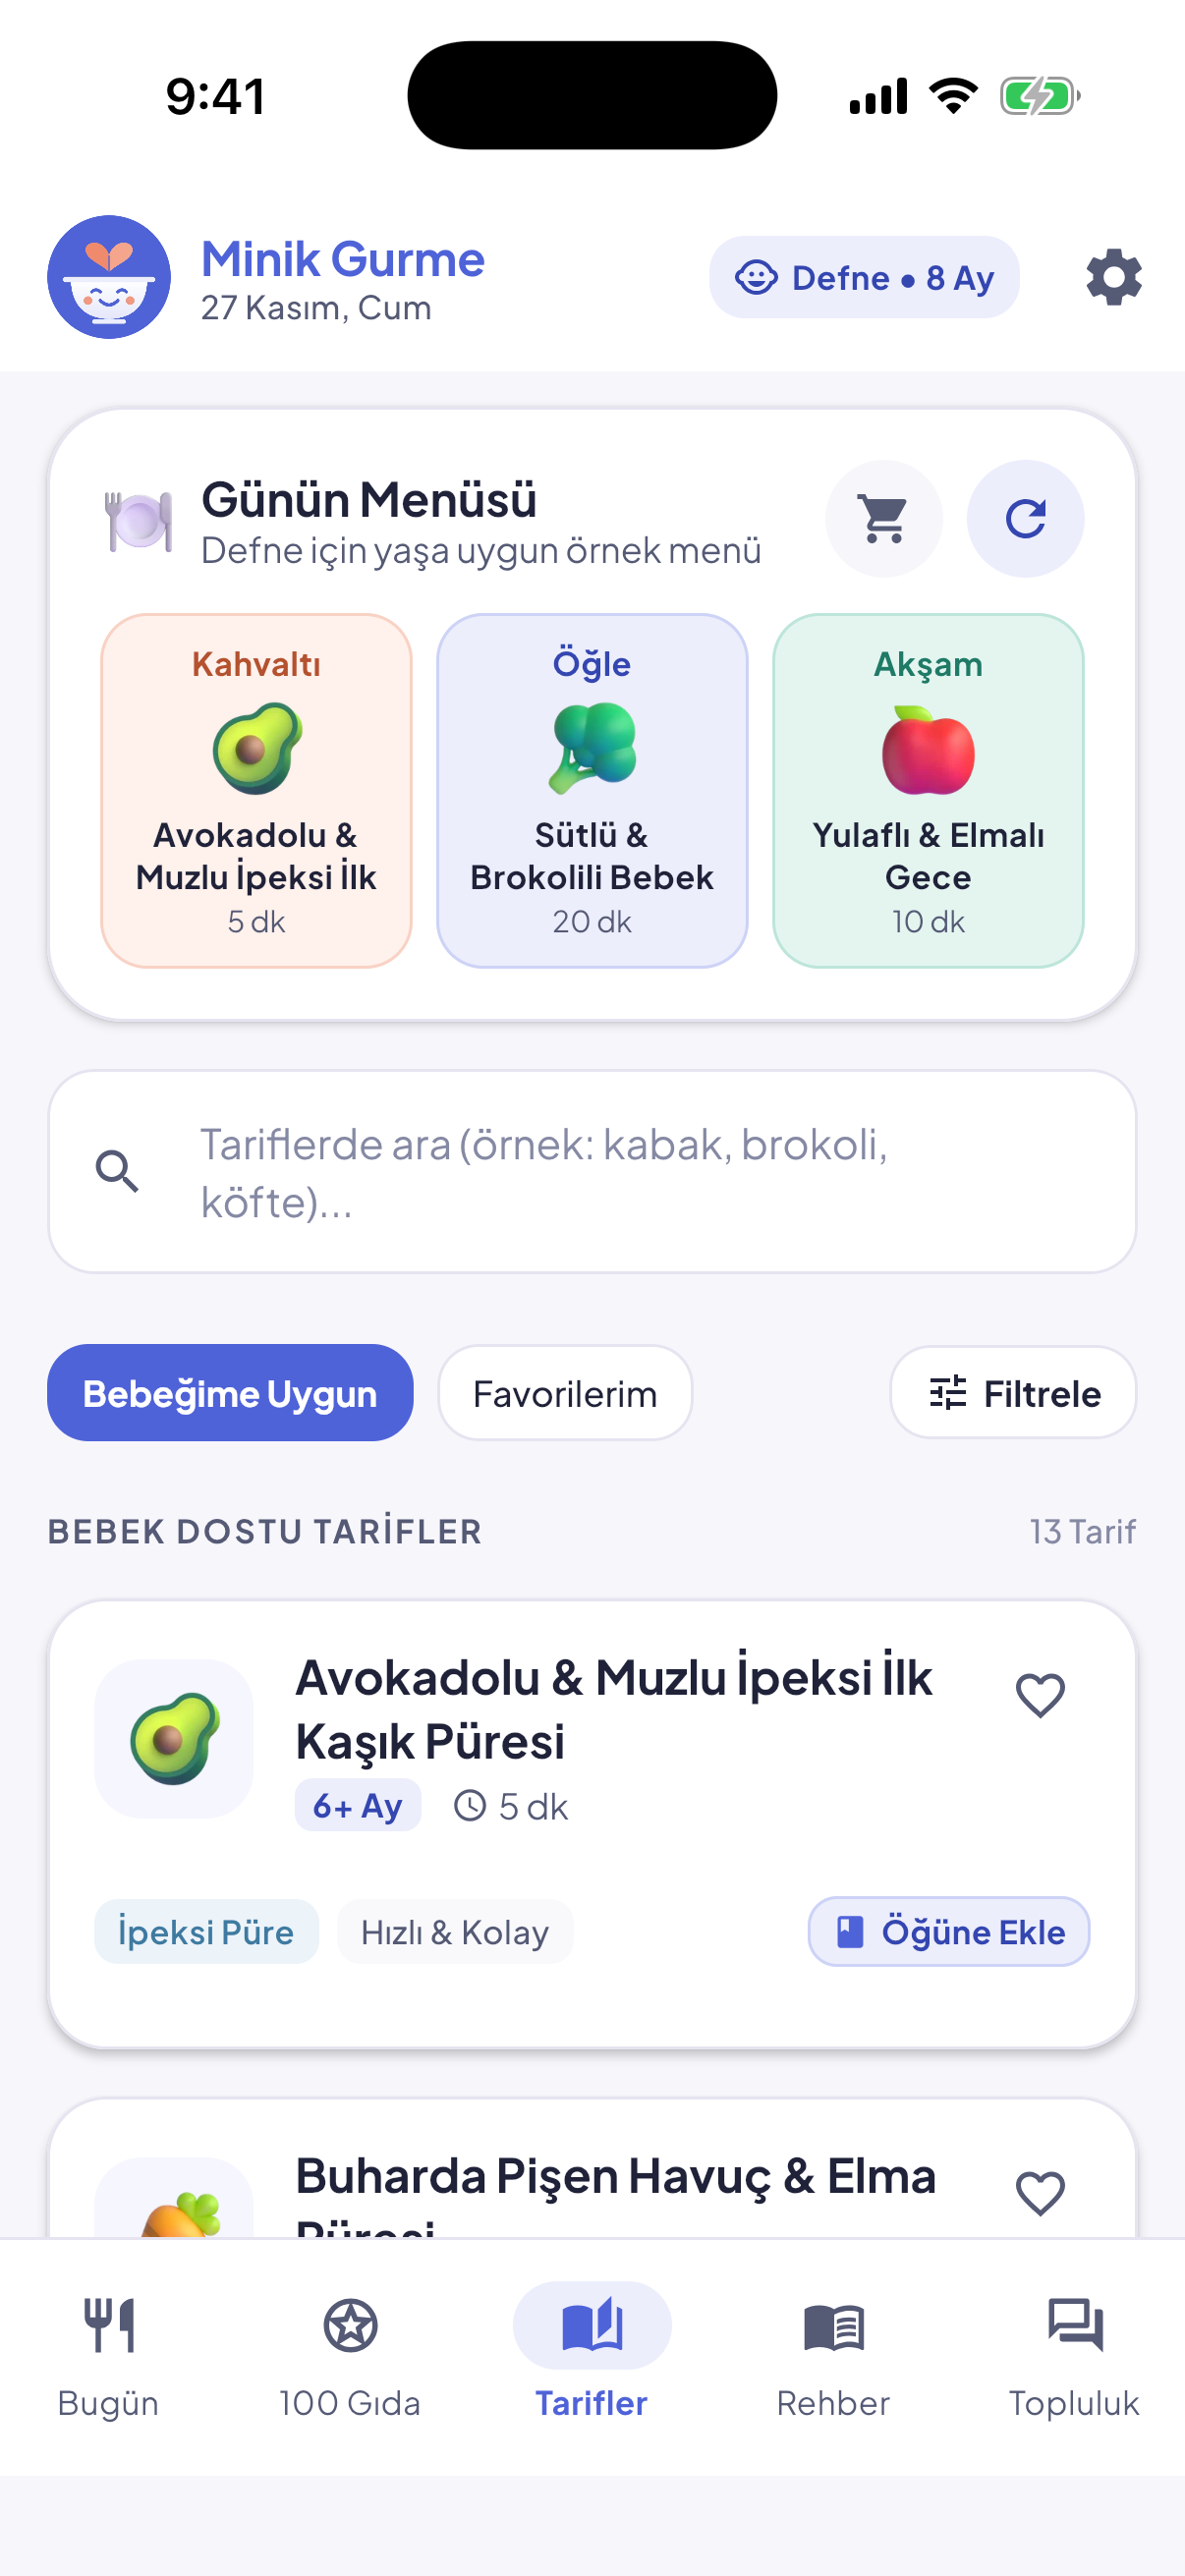 9:41
Minik Gurme
27 Kasım, Cum
Defne • 8 Ay
Günün Menüsü
Defne için yaşa uygun örnek menü
Kahvaltı
Avokadolu &
Muzlu İpeksi İlk
5 dk
Öğle
Sütlü &
Brokolili Bebek
20 dk
Akşam
Yulaflı & Elmalı
Gece
10 dk
Tariflerde ara (örnek: kabak, brokoli,
köfte)...
Bebeğime Uygun
Favorilerim
Filtrele
BEBEK DOSTU TARİFLER
13 Tarif
Avokadolu & Muzlu İpeksi İlk
Kaşık Püresi
6+ Ay
5 dk
İpeksi Püre
Hızlı & Kolay
Öğüne Ekle
Buharda Pişen Havuç & Elma
Püresi
Bugün
100 Gıda
Tarifler
Rehber
Topluluk